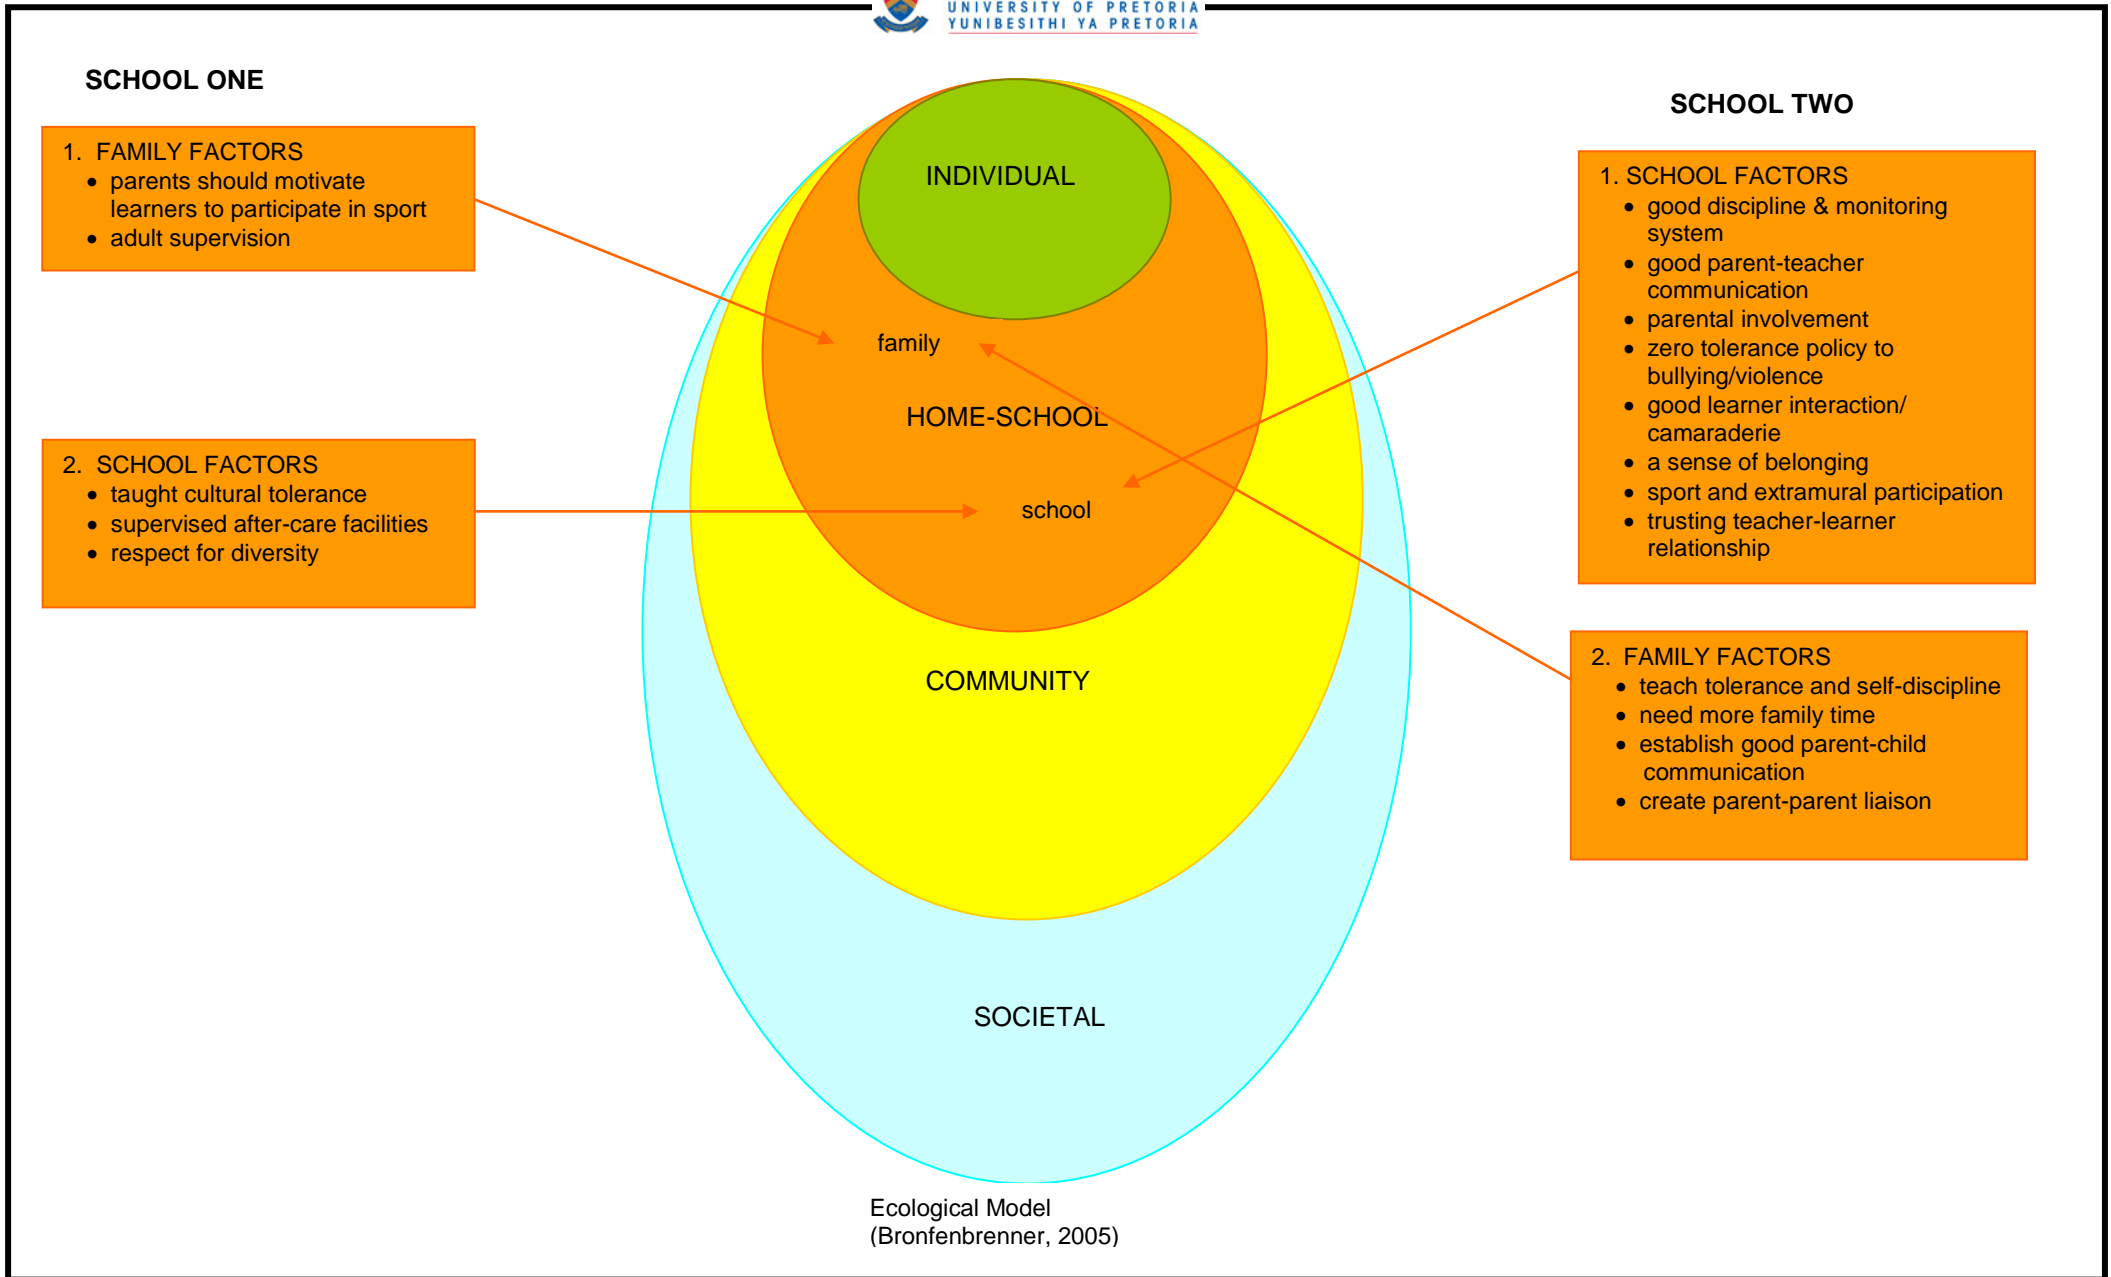 UNIVERSITY OF PRETORIA
YUNIBESITHI YA PRETORIA
SCHOOL ONE
1. FAMILY FACTORS
• parents should motivate
learners to participate in sport
• adult supervision
2. SCHOOL FACTORS
• taught cultural tolerance
• supervised after-care facilities
• respect for diversity
INDIVIDUAL
family
HOME-SCHOOL
school
COMMUNITY
SOCIETAL
Ecological Model
(Bronfenbrenner, 2005)
SCHOOL TWO
1. SCHOOL FACTORS
• good discipline & monitoring
system
• good parent-teacher
communication
• parental involvement
• zero tolerance policy to
bullying/violence
• good learner interaction/
camaraderie
• a sense of belonging
• sport and extramural participation
• trusting teacher-learner
relationship
2. FAMILY FACTORS
• teach tolerance and self-discipline
• need more family time
• establish good parent-child
communication
• create parent-parent liaison